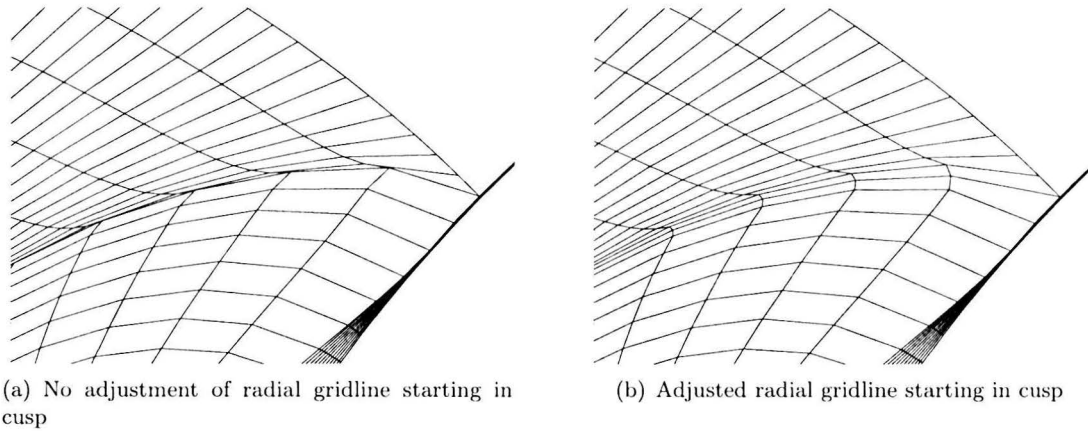 (a) No adjustment of radial gridline starting in
cusp
(b) Adjusted radial gridline starting in cusp